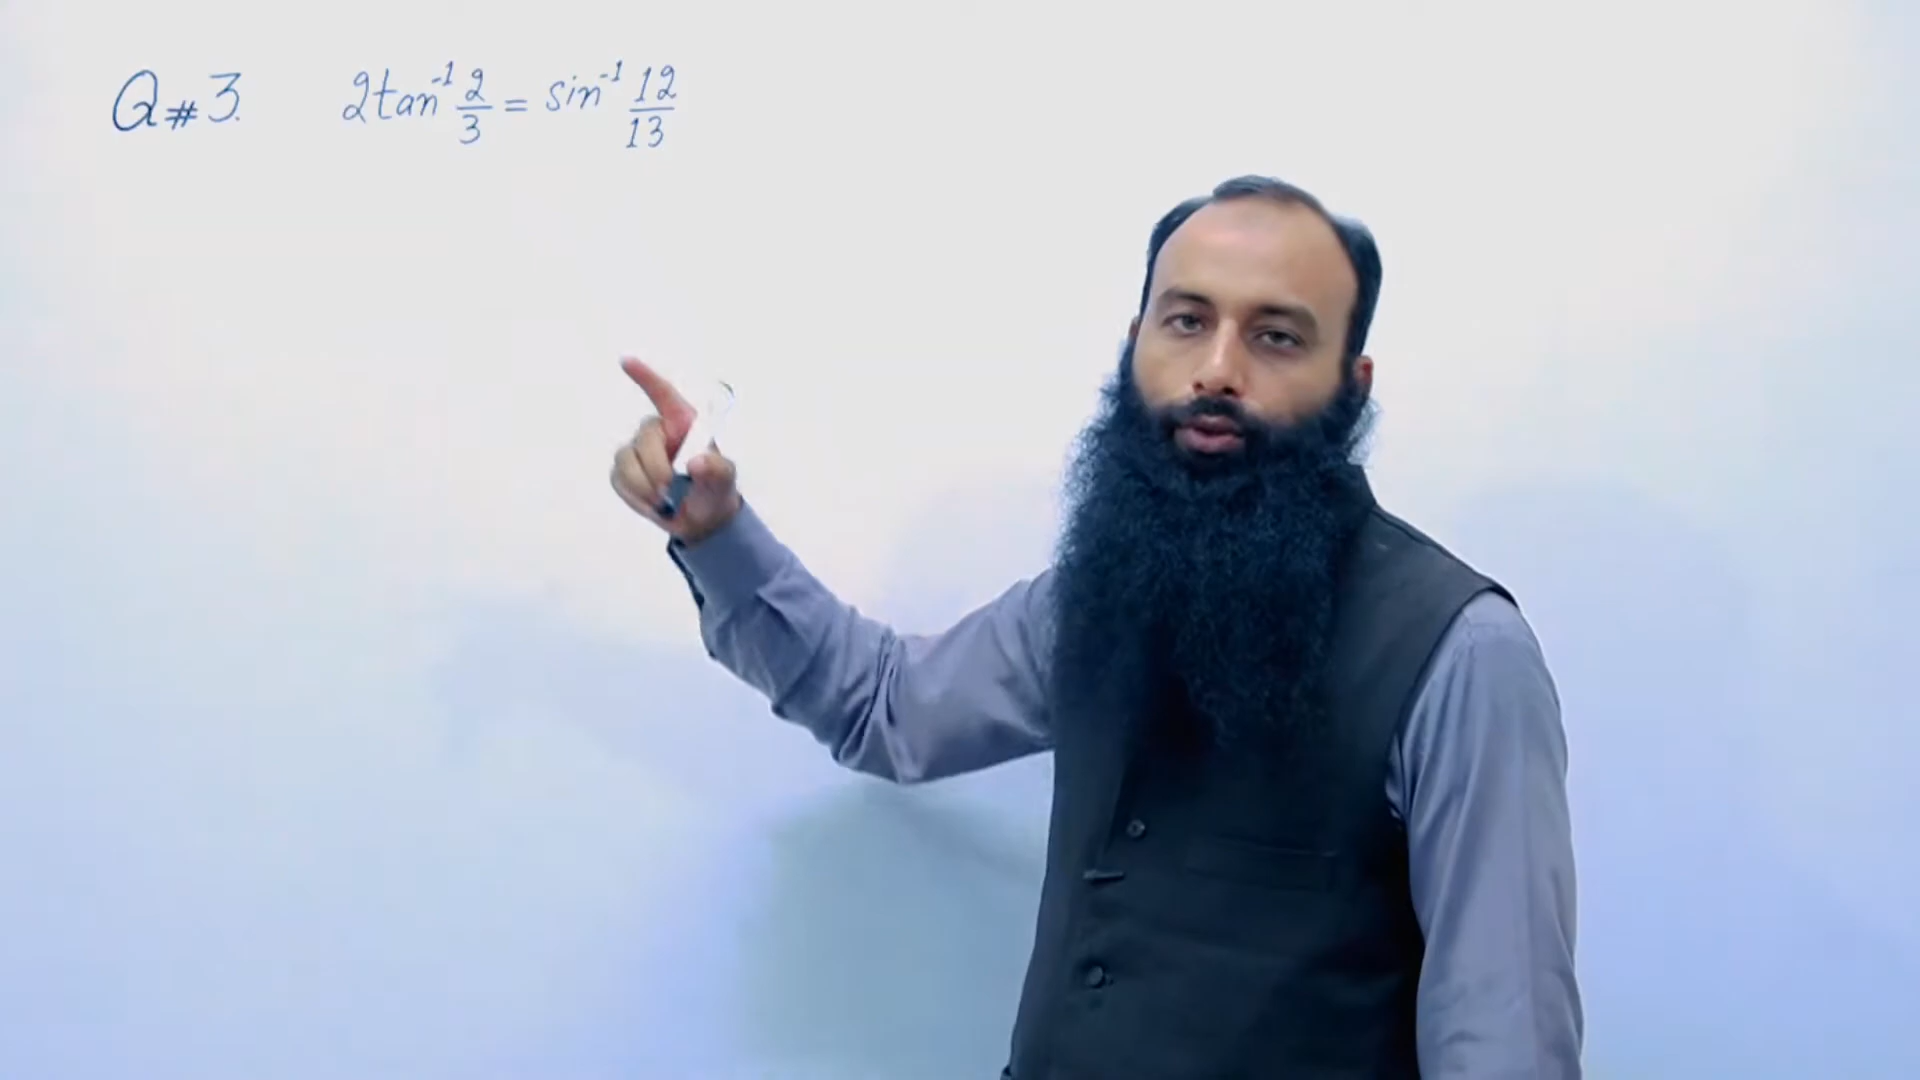 Q#3. 2tan⁻¹ 2/3 = sin⁻¹ 12/13